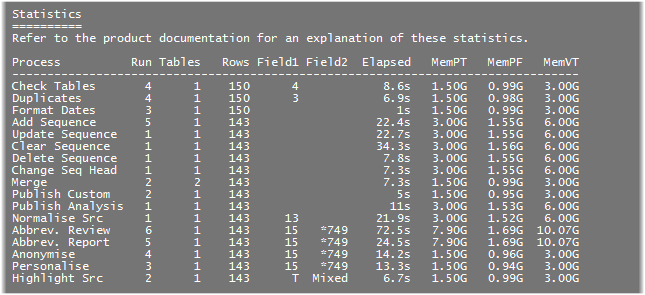 Statistics
==========
Refer to the product documentation for an explanation of these statistics.
Process Run Tables Rows Field1 Field2 Elapsed MemPT MemPF MemVT
--------------------------------------------------------------------------------
Check Tables 4 1 150 4 8.6s 1.50G 0.99G 3.00G
Duplicates 4 1 150 3 6.9s 1.50G 0.98G 3.00G
Format Dates 3 1 150 1s 1.50G 0.99G 3.00G
Add Sequence 5 1 143 22.4s 3.00G 1.55G 6.00G
Update Sequence 1 1 143 22.7s 3.00G 1.55G 6.00G
Clear Sequence 1 1 143 34.3s 3.00G 1.56G 6.00G
Delete Sequence 1 1 143 7.8s 3.00G 1.55G 6.00G
Change Seq Head 1 1 143 7.3s 3.00G 1.55G 6.00G
Merge 2 2 143 7.3s 1.50G 0.99G 3.00G
Publish Custom 2 1 143 5s 1.50G 0.95G 3.00G
Publish Analysis 1 1 143 11s 3.00G 1.53G 6.00G
Normalise Src 1 1 143 13 21.9s 3.00G 1.52G 6.00G
Abbrev. Review 6 1 143 15 *749 72.5s 7.90G 1.69G 10.07G
Abbrev. Report 5 1 143 15 *749 24.5s 7.90G 1.69G 10.07G
Anonymise 4 1 143 15 *749 14.2s 1.50G 0.96G 3.00G
Personalise 3 1 143 15 *749 13.3s 1.50G 0.94G 3.00G
Highlight Src 2 1 143 T Mixed 6.7s 1.50G 0.99G 3.00G